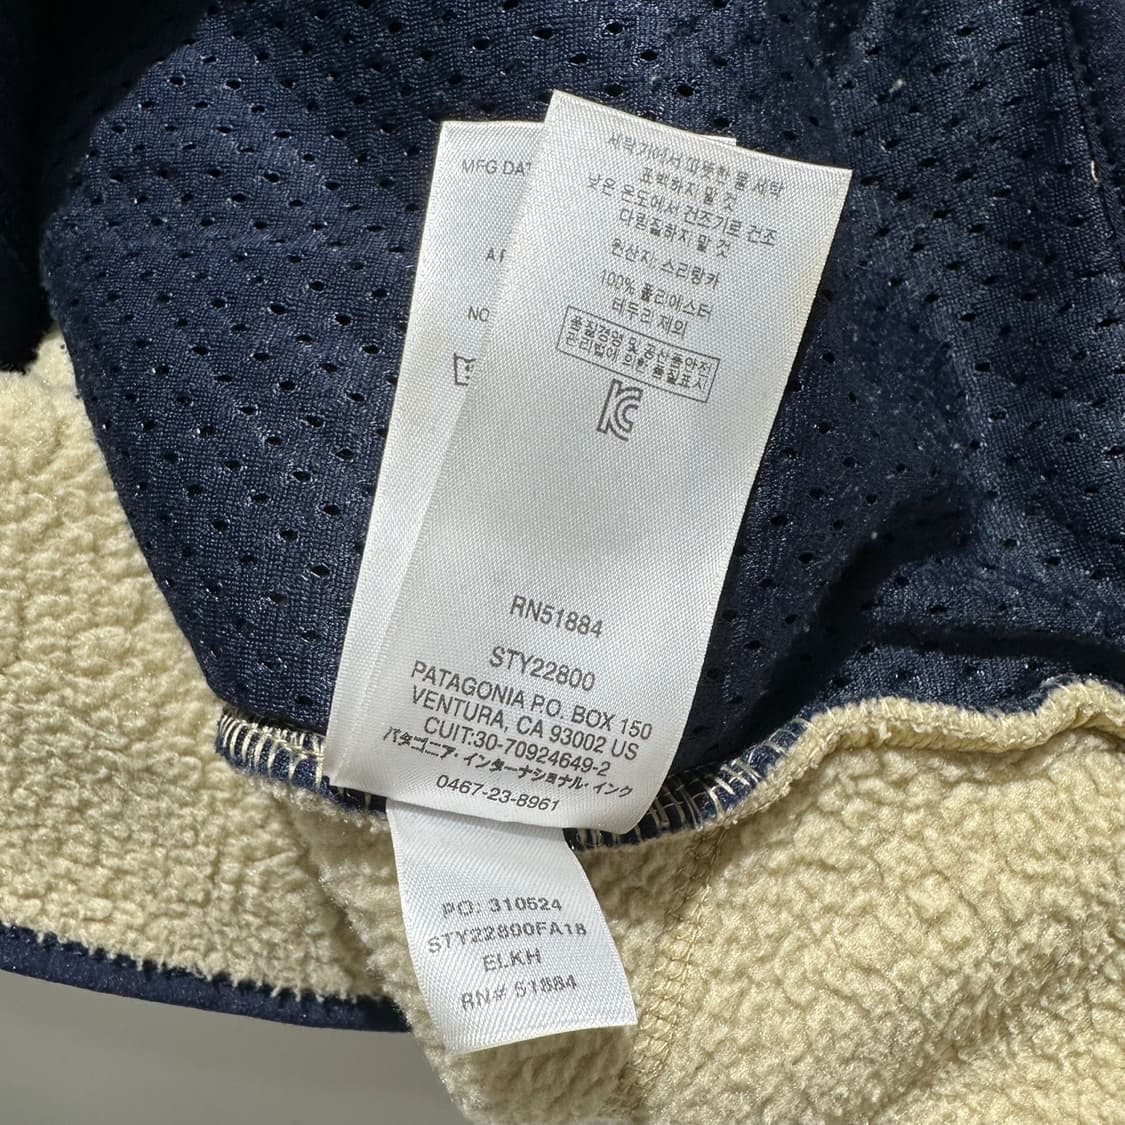 MFG DAT
NO
세탁기에서 따뜻한 물 세탁
표백하지 말 것
낮은 온도에서 건조기로 건조
다림질하지 말 것
원산지: 스리랑카
100% 폴리에스터
테두리 제외
품질경영 및 공산품안전
관리법에 의한 품질표시
RN51884
STY22800
PATAGONIA P.O. BOX 150
VENTURA, CA 93002 US
CUIT:30-70924649-2
パタゴニア・インターナショナル・インク
0467-23-8961
PO: 310524
STY22800FA18
ELKH
RN# 51884